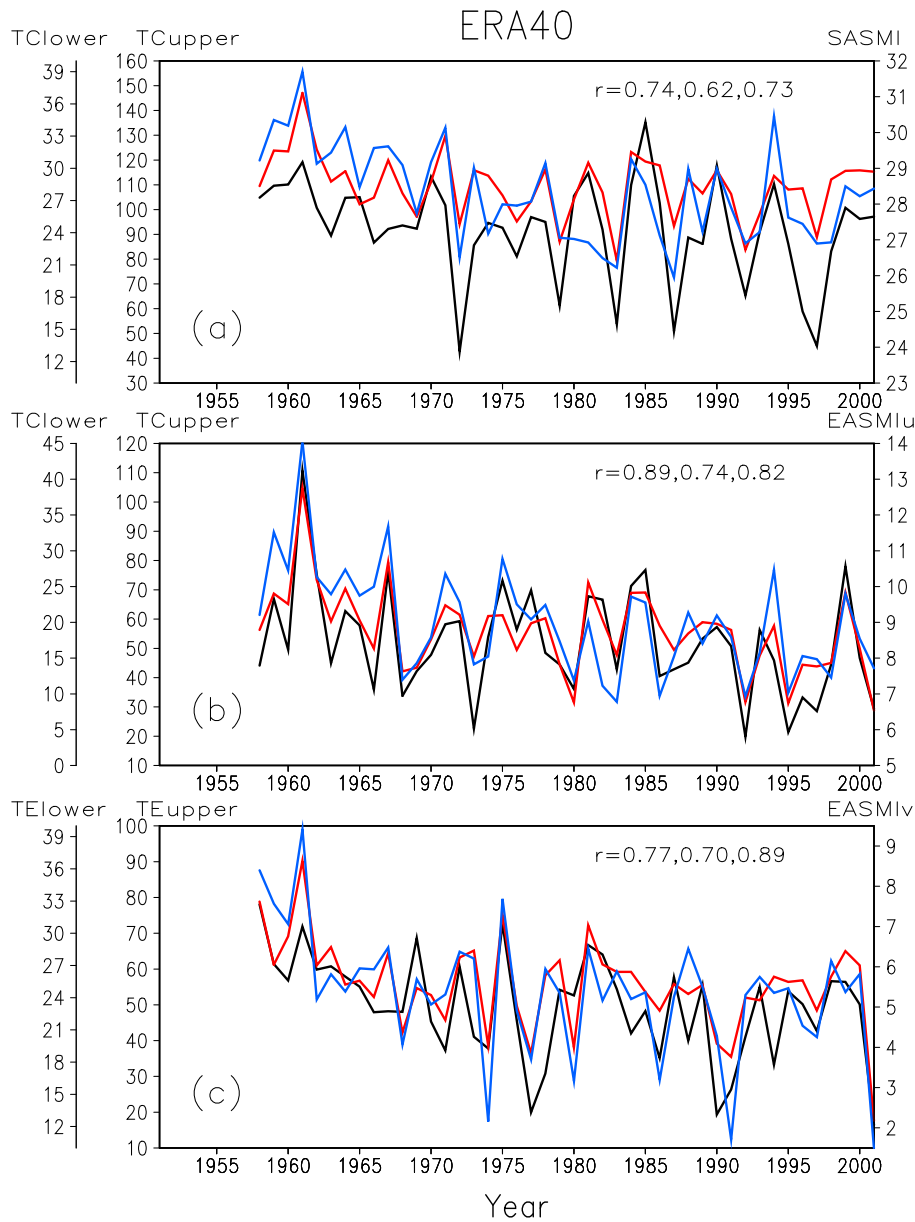 ERA40
TClower TCupper SASMI
r=0.74,0.62,0.73
39 36 33 30 27 24 21 18 15 12
160 150 140 130 120 110 100 90 80 70 60 50 40 30
32 31 30 29 28 27 26 25 24 23
(a)
1955 1960 1965 1970 1975 1980 1985 1990 1995 2000
TClower TCupper EASMIu
r=0.89,0.74,0.82
45 40 35 30 25 20 15 10 5 0
120 110 100 90 80 70 60 50 40 30 20 10
14 13 12 11 10 9 8 7 6 5
(b)
1955 1960 1965 1970 1975 1980 1985 1990 1995 2000
TElower TEupper EASMIv
r=0.77,0.70,0.89
39 36 33 30 27 24 21 18 15 12
100 90 80 70 60 50 40 30 20 10
9 8 7 6 5 4 3 2
(c)
1955 1960 1965 1970 1975 1980 1985 1990 1995 2000
Year